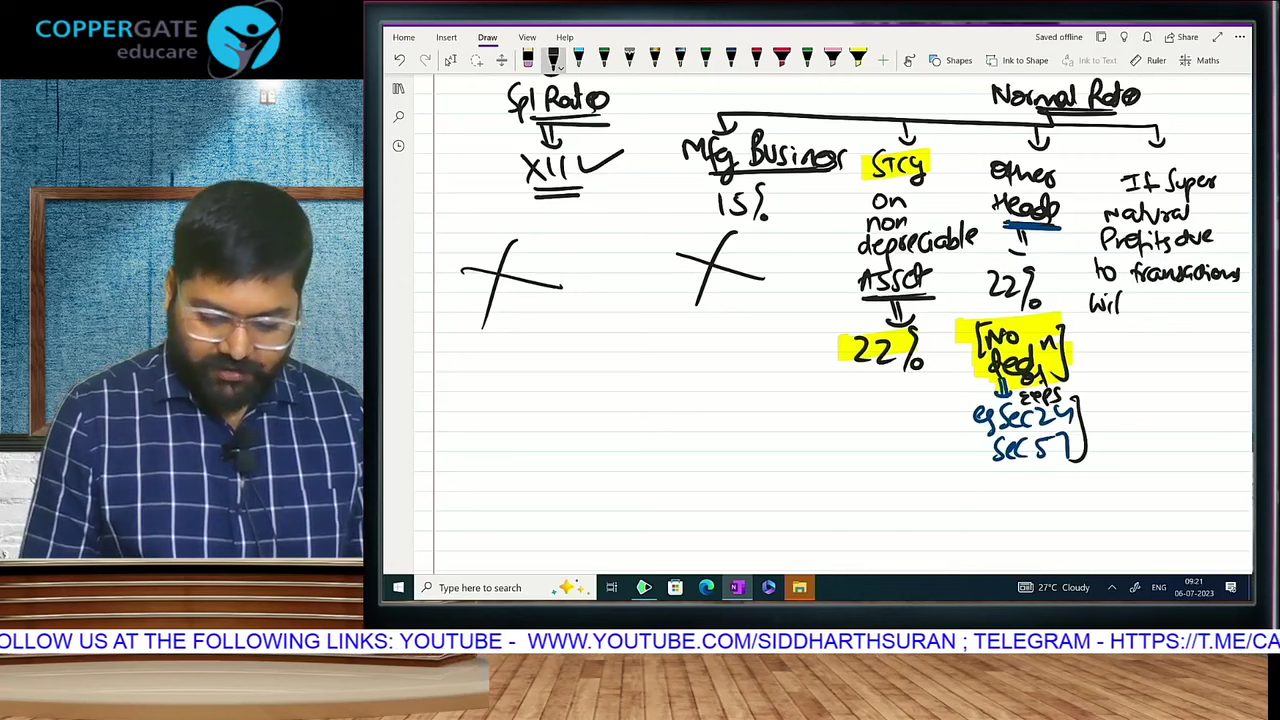 COPPERGATE
educare
Home Insert Draw View Help
Saved offline
Share
Shapes
Ink to Shape
Ink to Text
Ruler
Maths
Spl Rate
XII
Mfg Business
15%
Normal Rate
STCG
on
non
depreciable
Asset
22%
Other
Heads
22%
[No
dedn
or
exps
eg Sec 24
Sec 57
If Super
Natural
Profits due
to transactions
wit
Type here to search
27°C Cloudy
ENG
09:21
06-07-2023
OLLOW US AT THE FOLLOWING LINKS: YOUTUBE - WWW.YOUTUBE.COM/SIDDHARTHSURAN ; TELEGRAM - HTTPS://T.ME/CA